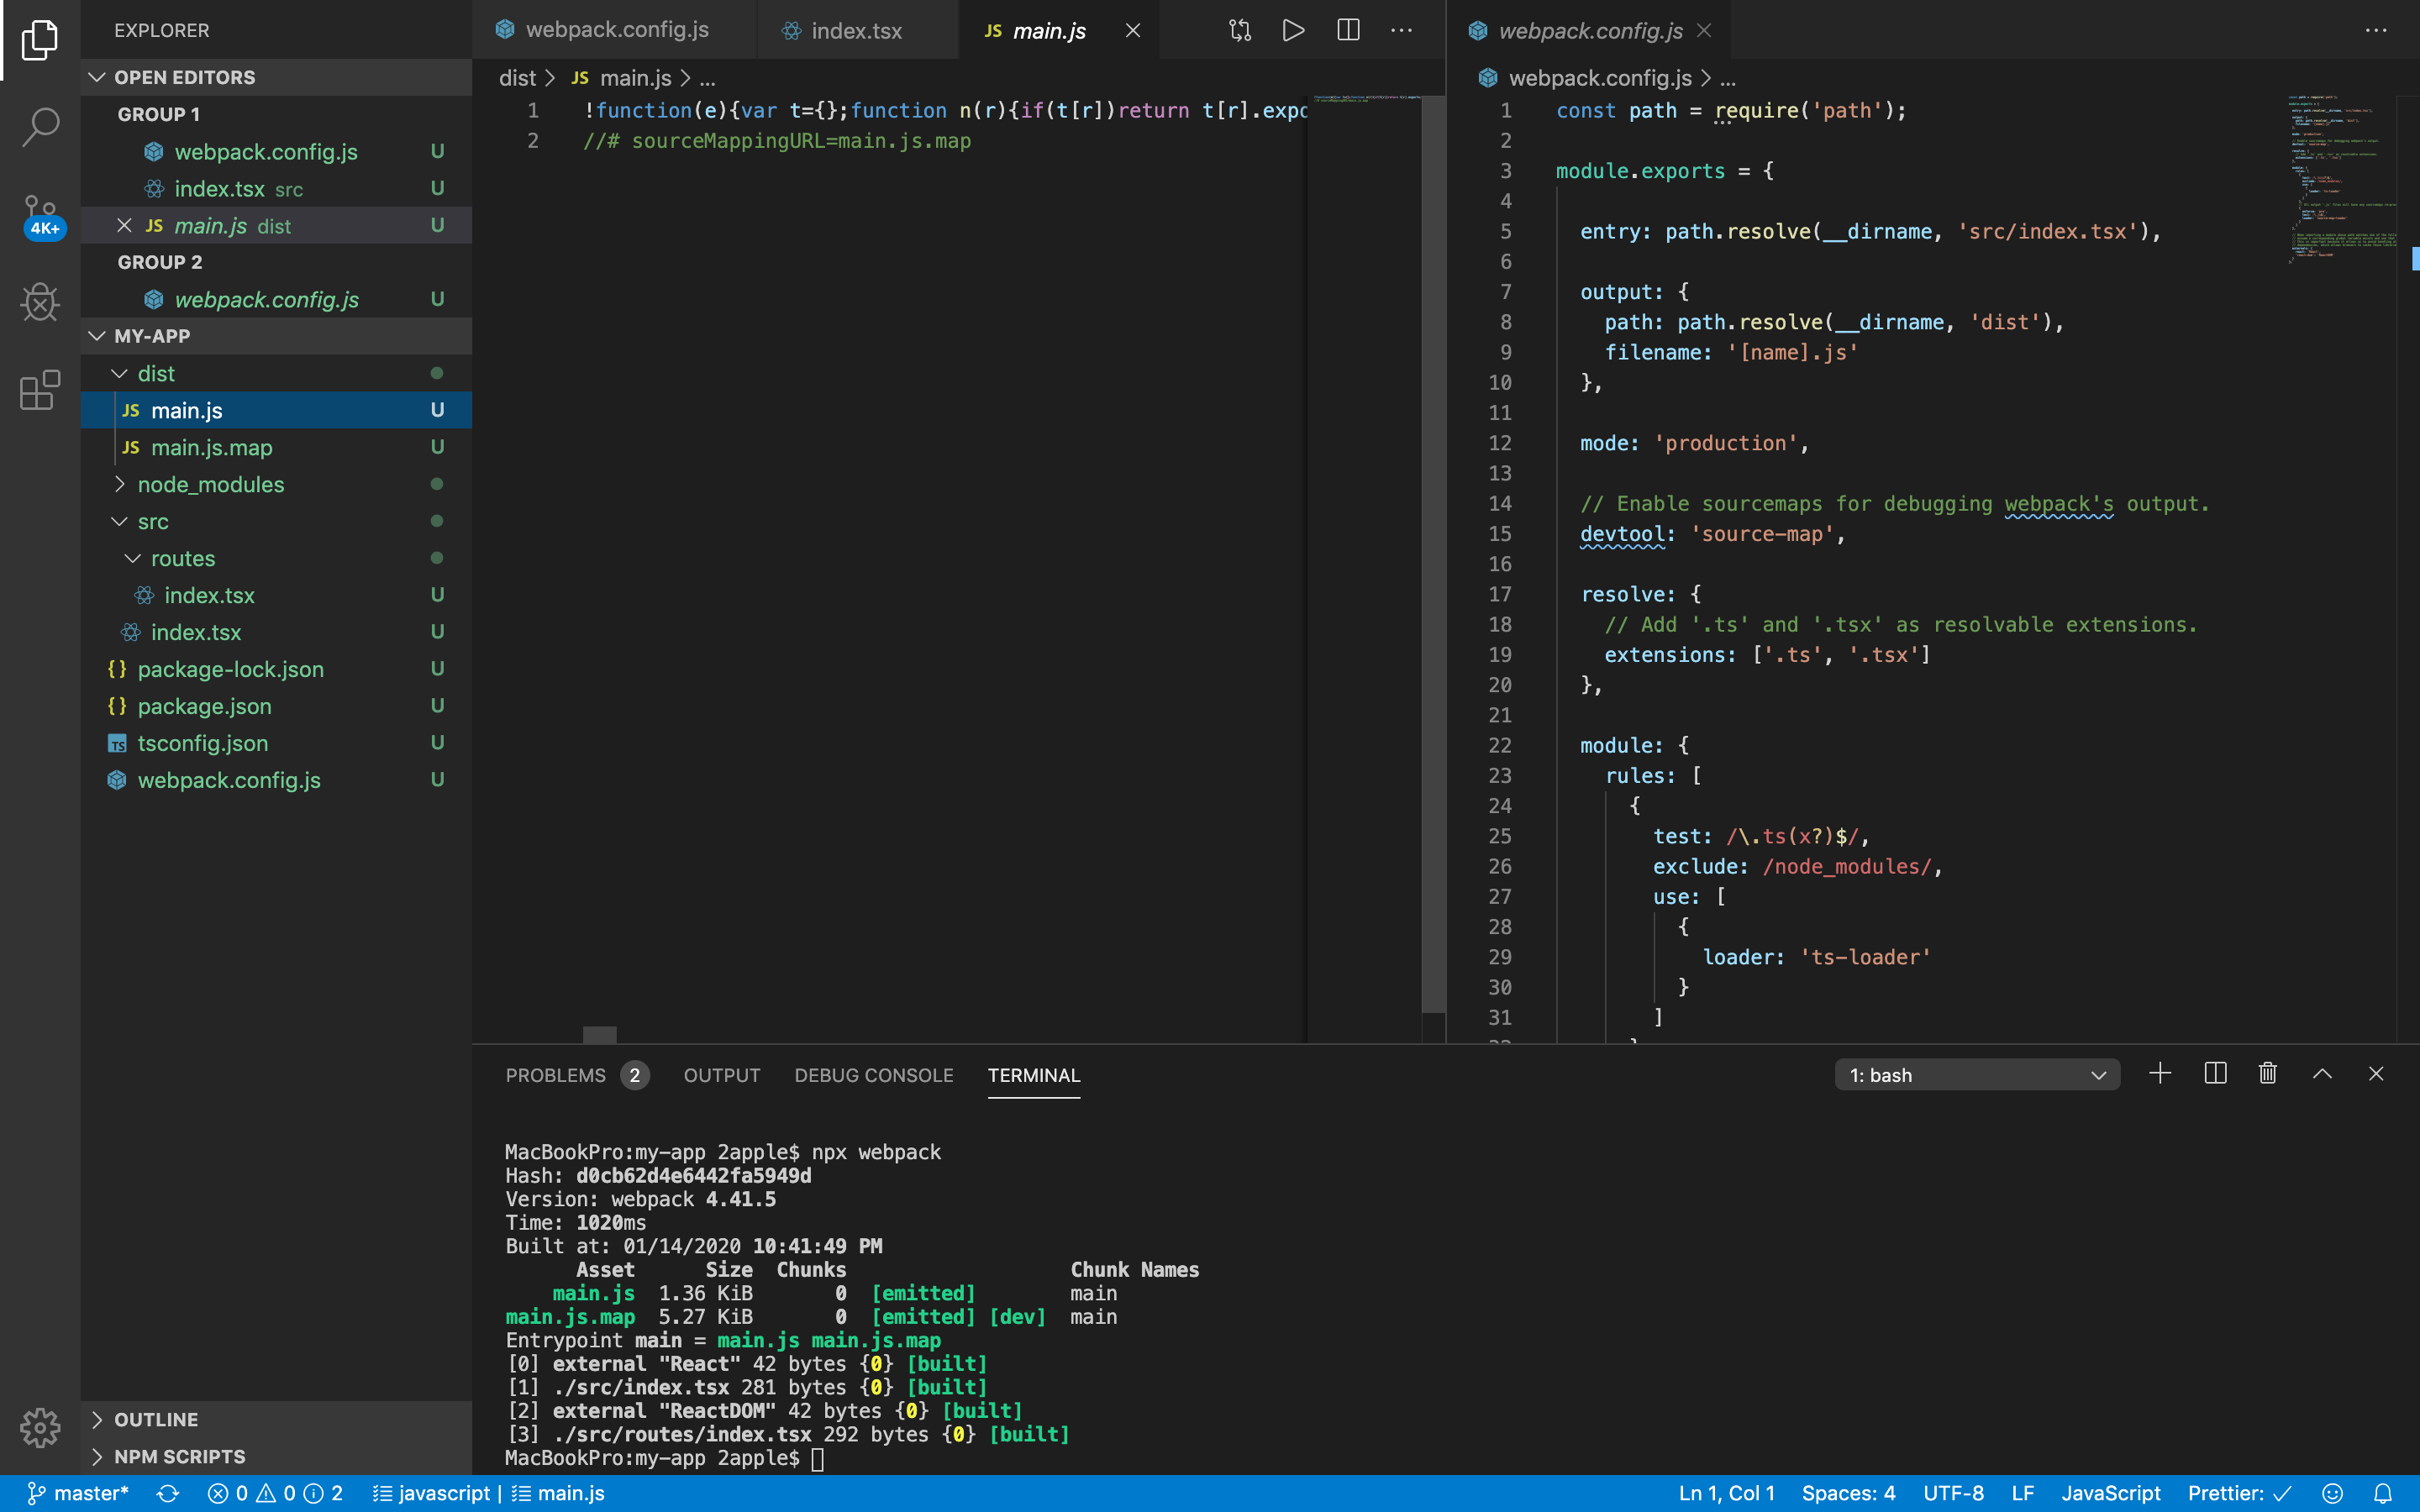 EXPLORER
OPEN EDITORS
GROUP 1
webpack.config.js U
index.tsx src U
JS main.js dist U
GROUP 2
webpack.config.js U
MY-APP
dist
JS main.js U
JS main.js.map U
node_modules
src
routes
index.tsx U
index.tsx U
{} package-lock.json U
{} package.json U
TS tsconfig.json U
webpack.config.js U
OUTLINE
NPM SCRIPTS
4K+
webpack.config.js
index.tsx
JS main.js
dist > JS main.js > ...
1 !function(e){var t={};function n(r){if(t[r])return t[r].expo
2 //# sourceMappingURL=main.js.map
webpack.config.js
webpack.config.js > ...
1 const path = require('path');
2
3 module.exports = {
4
5 entry: path.resolve(__dirname, 'src/index.tsx'),
6
7 output: {
8 path: path.resolve(__dirname, 'dist'),
9 filename: '[name].js'
10 },
11
12 mode: 'production',
13
14 // Enable sourcemaps for debugging webpack's output.
15 devtool: 'source-map',
16
17 resolve: {
18 // Add '.ts' and '.tsx' as resolvable extensions.
19 extensions: ['.ts', '.tsx']
20 },
21
22 module: {
23 rules: [
24 {
25 test: /\.ts(x?)$/,
26 exclude: /node_modules/,
27 use: [
28 {
29 loader: 'ts-loader'
30 }
31 ]
PROBLEMS 2 OUTPUT DEBUG CONSOLE TERMINAL
1: bash
MacBookPro:my-app 2apple$ npx webpack
Hash: d0cb62d4e6442fa5949d
Version: webpack 4.41.5
Time: 1020ms
Built at: 01/14/2020 10:41:49 PM
Asset Size Chunks Chunk Names
main.js 1.36 KiB 0 [emitted] main
main.js.map 5.27 KiB 0 [emitted] [dev] main
Entrypoint main = main.js main.js.map
[0] external "React" 42 bytes {0} [built]
[1] ./src/index.tsx 281 bytes {0} [built]
[2] external "ReactDOM" 42 bytes {0} [built]
[3] ./src/routes/index.tsx 292 bytes {0} [built]
MacBookPro:my-app 2apple$
master* 0 0 2 javascript | main.js Ln 1, Col 1 Spaces: 4 UTF-8 LF JavaScript Prettier: ✓